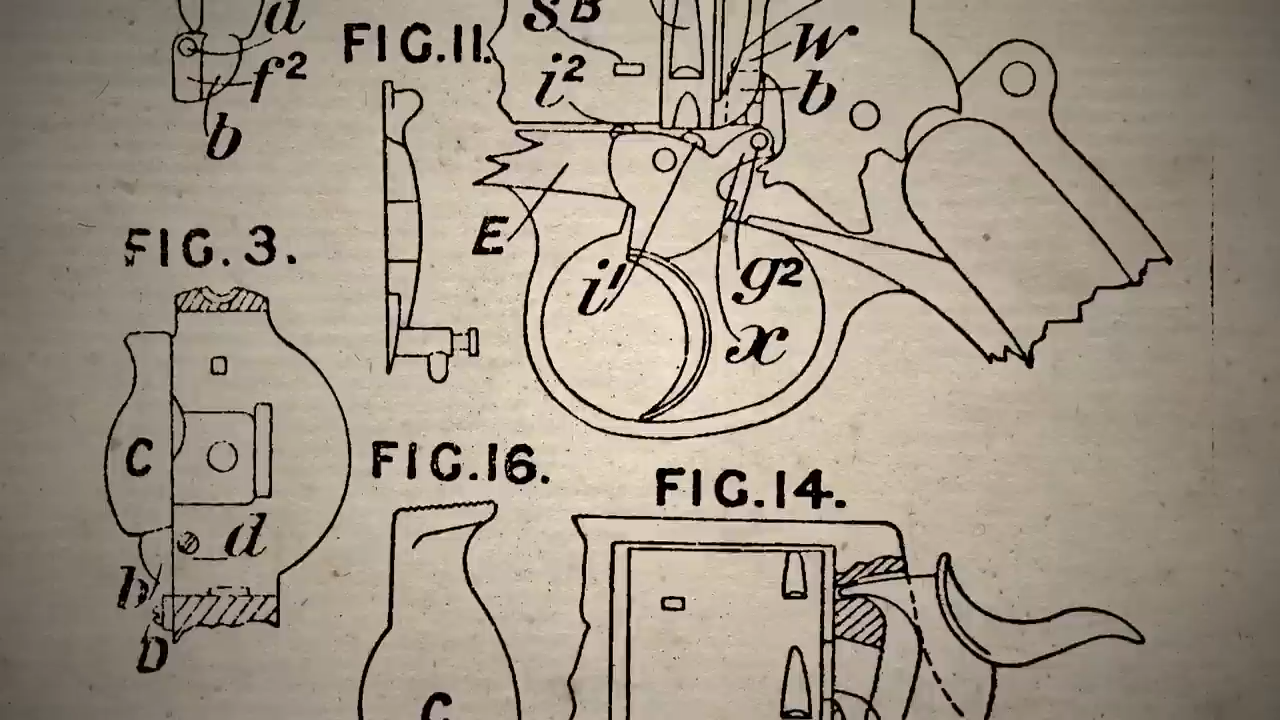 d
f²
b
FIG.11.
S B
i²
w
b
E
i¹
g²
x
FIG.3.
C
d
b
D
FIG.16.
C
FIG.14.